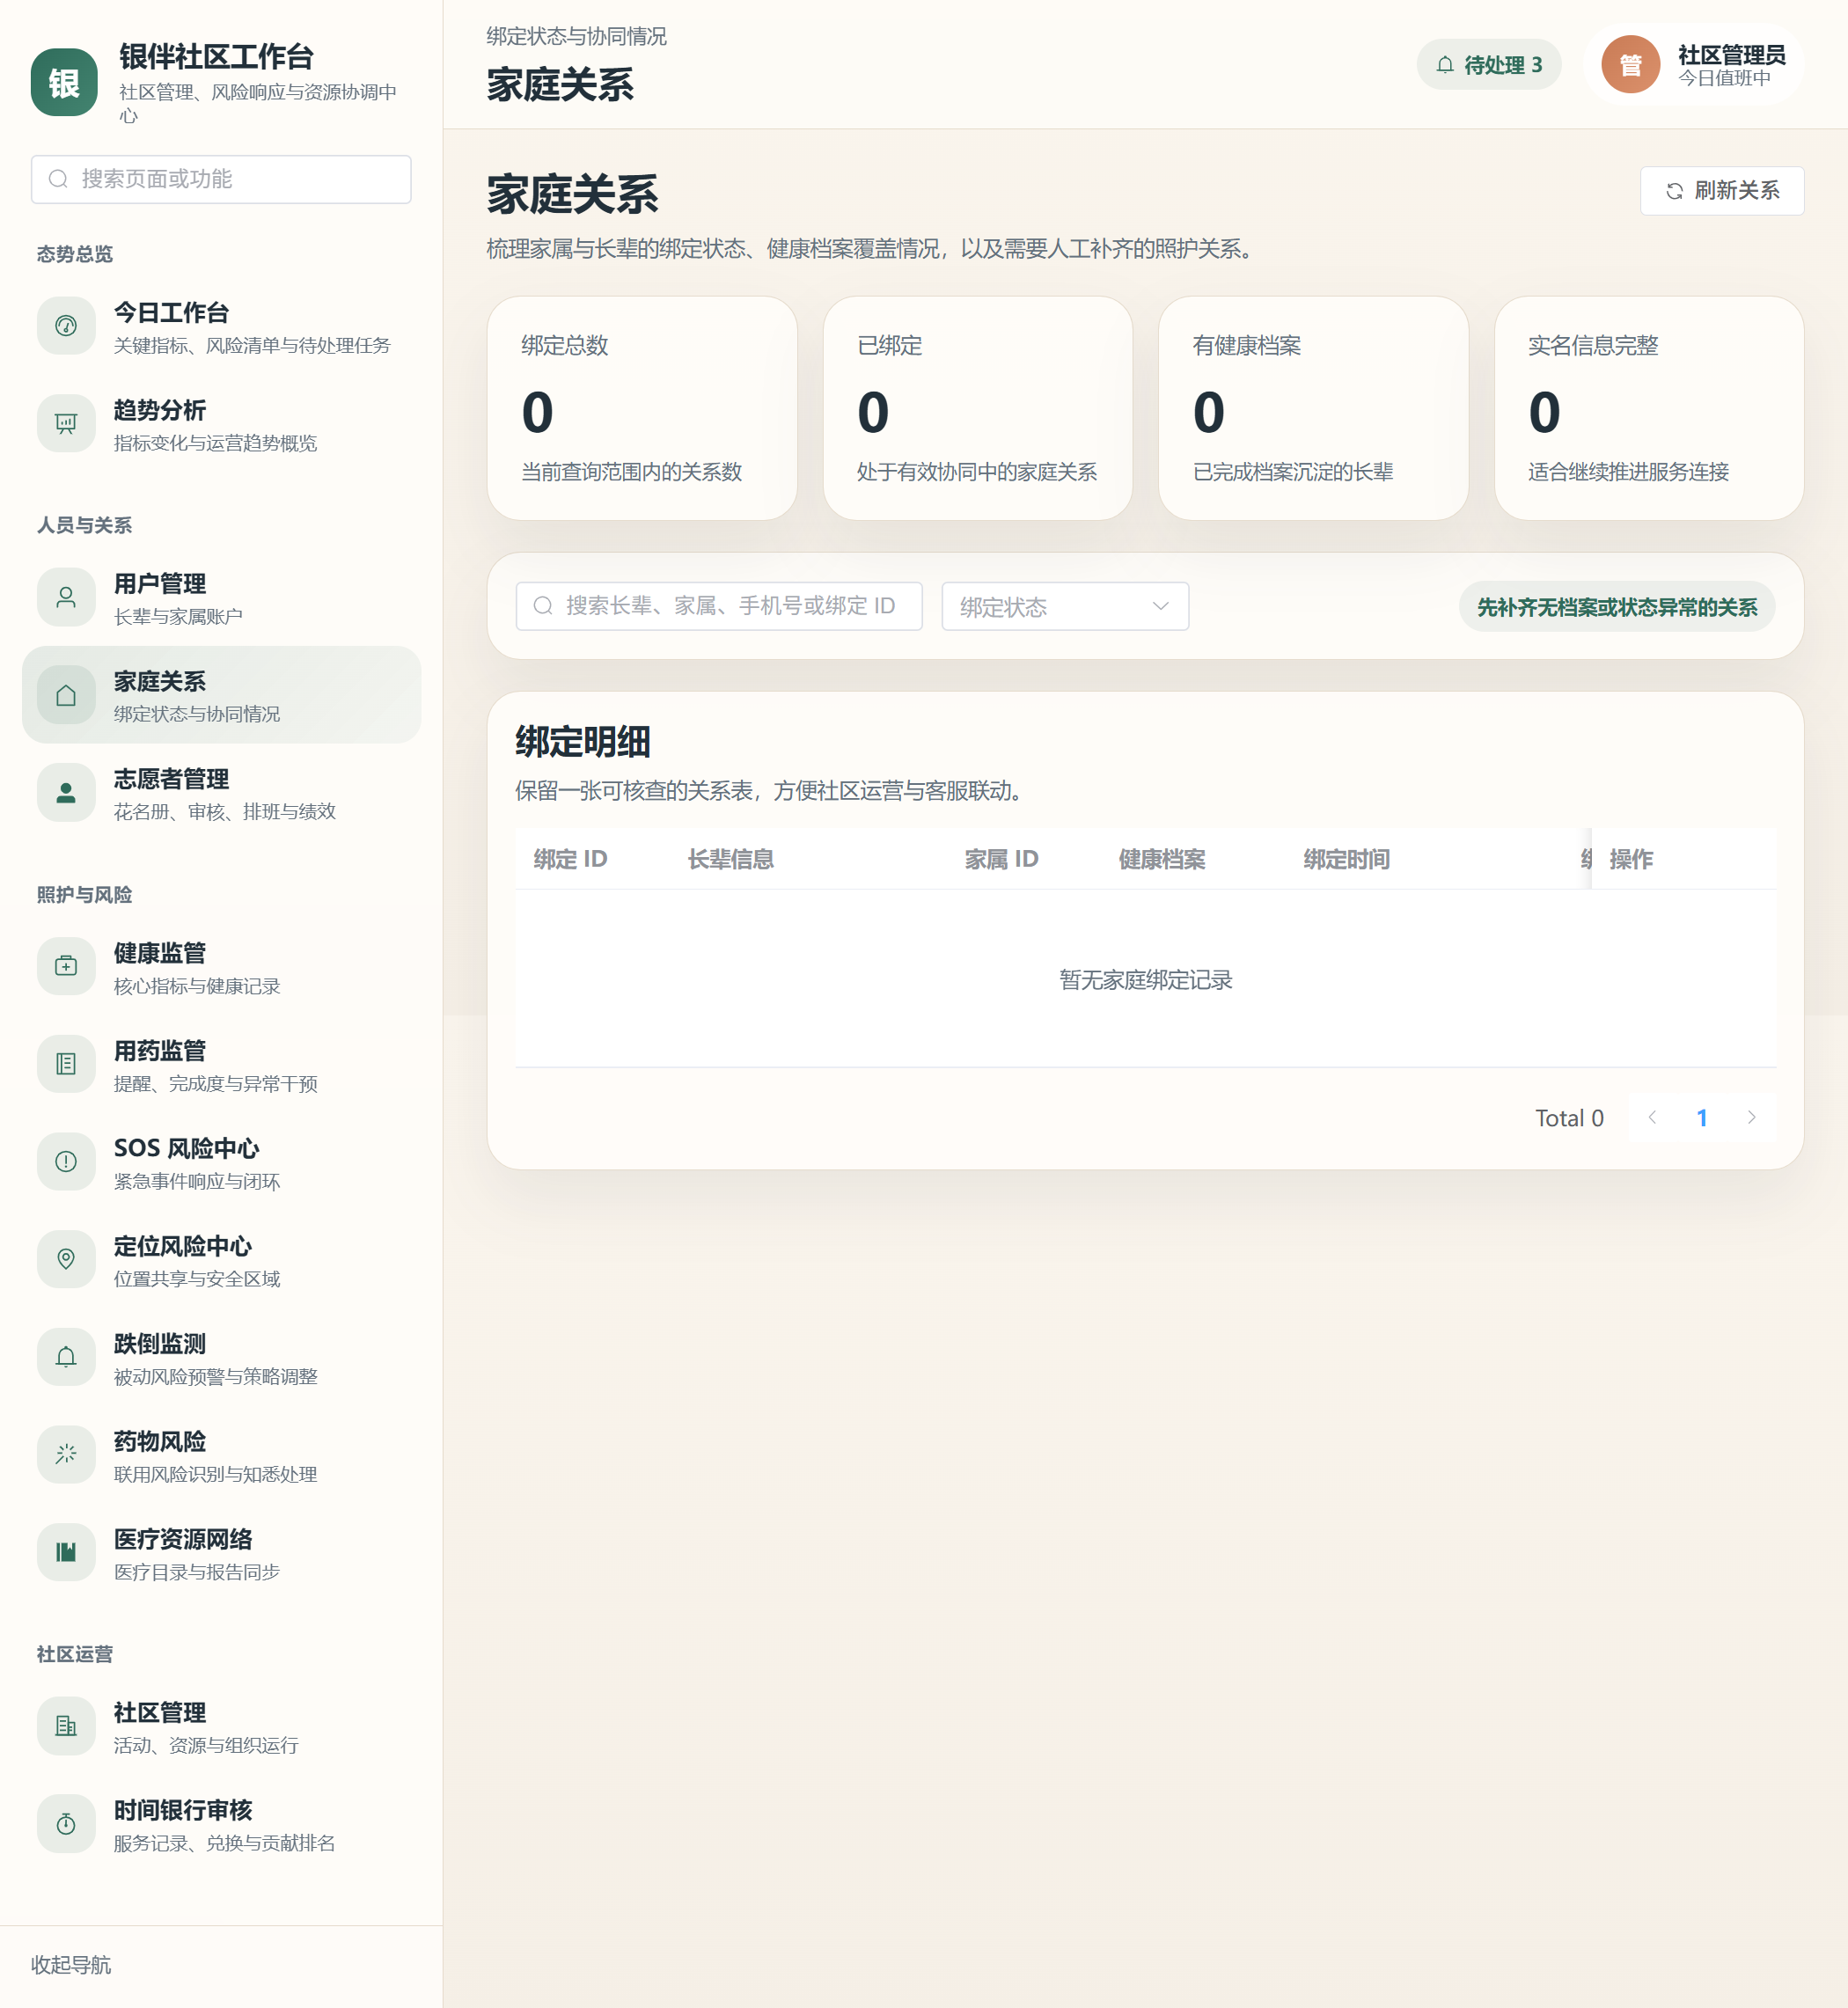 银
银伴社区工作台
社区管理、风险响应与资源协调中
心
搜索页面或功能
态势总览
今日工作台
关键指标、风险清单与待处理任务
趋势分析
指标变化与运营趋势概览
人员与关系
用户管理
长辈与家属账户
家庭关系
绑定状态与协同情况
志愿者管理
花名册、审核、排班与绩效
照护与风险
健康监管
核心指标与健康记录
用药监管
提醒、完成度与异常干预
SOS 风险中心
紧急事件响应与闭环
定位风险中心
位置共享与安全区域
跌倒监测
被动风险预警与策略调整
药物风险
联用风险识别与知悉处理
医疗资源网络
医疗目录与报告同步
社区运营
社区管理
活动、资源与组织运行
时间银行审核
服务记录、兑换与贡献排名
收起导航
绑定状态与协同情况
家庭关系
待处理 3
管
社区管理员
今日值班中
家庭关系
刷新关系
梳理家属与长辈的绑定状态、健康档案覆盖情况，以及需要人工补齐的照护关系。
绑定总数
0
当前查询范围内的关系数
已绑定
0
处于有效协同中的家庭关系
有健康档案
0
已完成档案沉淀的长辈
实名信息完整
0
适合继续推进服务连接
搜索长辈、家属、手机号或绑定 ID
绑定状态
先补齐无档案或状态异常的关系
绑定明细
保留一张可核查的关系表，方便社区运营与客服联动。
绑定 ID 长辈信息 家属 ID 健康档案 绑定时间 操作
暂无家庭绑定记录
Total 0 1